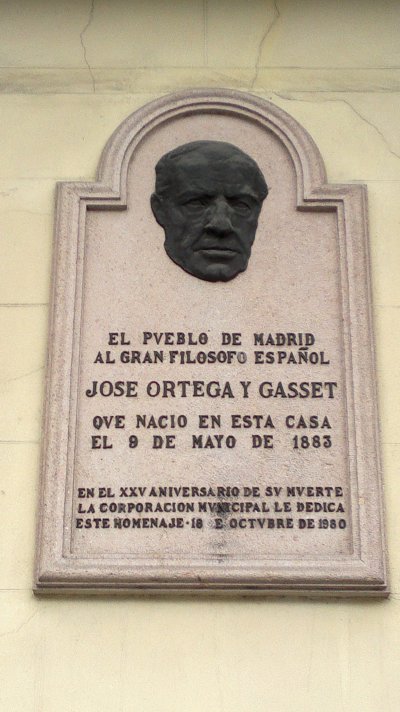 EL PVEBLO DE MADRID
AL GRAN FILOSOFO ESPAÑOL
JOSE ORTEGA Y GASSET
QVE NACIO EN ESTA CASA
EL 9 DE MAYO DE 1883
EN EL XXV ANIVERSARIO DE SV MVERTE
LA CORPORACION MVNICIPAL LE DEDICA
ESTE HOMENAJE · 18 E OCTVBRE DE 1980